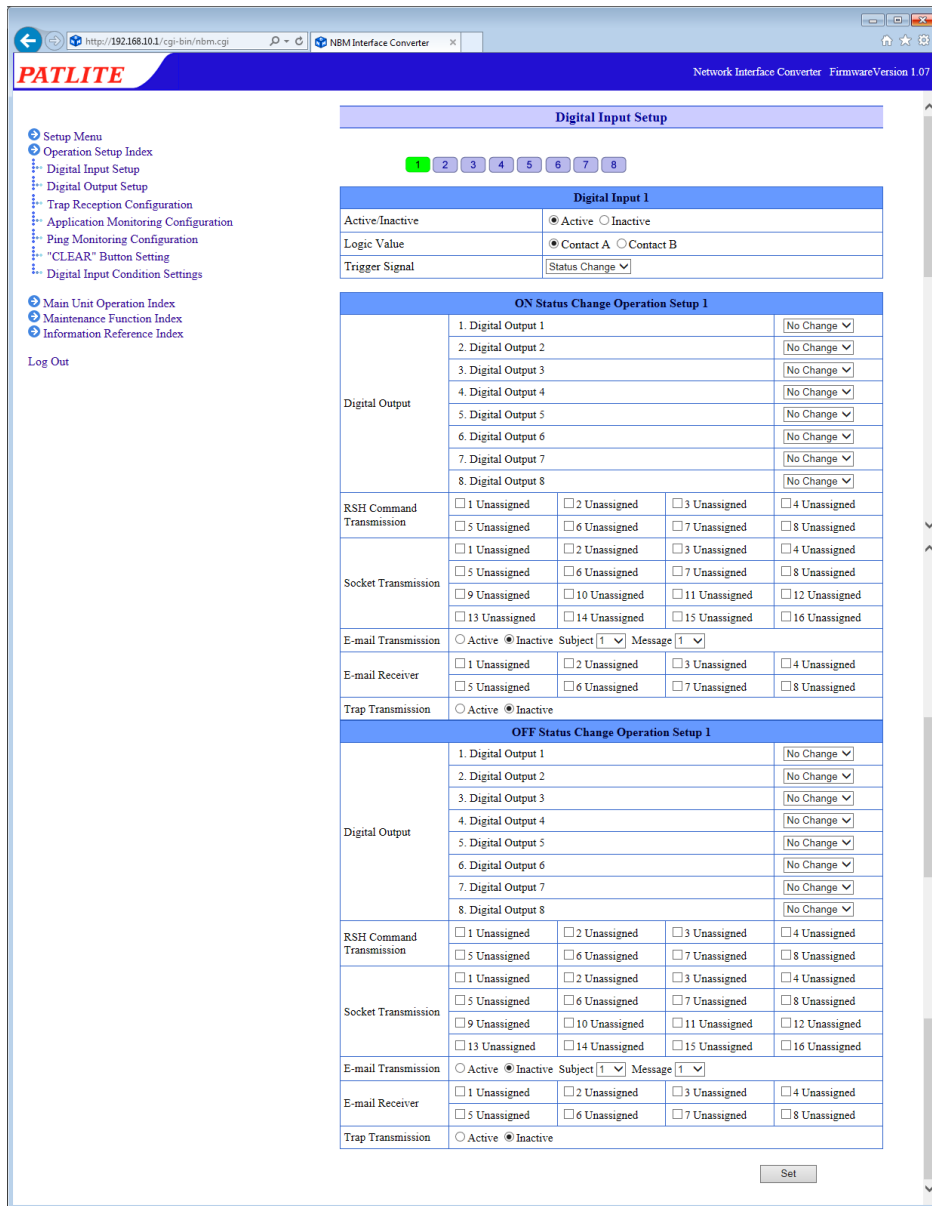 http://192.168.10.1/cgi-bin/nbm.cgi
NBM Interface Converter
PATLITE
Network Interface Converter FirmwareVersion 1.07
Setup Menu
Operation Setup Index
Digital Input Setup
Digital Output Setup
Trap Reception Configuration
Application Monitoring Configuration
Ping Monitoring Configuration
"CLEAR" Button Setting
Digital Input Condition Settings
Main Unit Operation Index
Maintenance Function Index
Information Reference Index
Log Out
Digital Input Setup
1 2 3 4 5 6 7 8
Digital Input 1
Active/Inactive Active Inactive
Logic Value Contact A Contact B
Trigger Signal Status Change
ON Status Change Operation Setup 1
Digital Output
1. Digital Output 1 No Change
2. Digital Output 2 No Change
3. Digital Output 3 No Change
4. Digital Output 4 No Change
5. Digital Output 5 No Change
6. Digital Output 6 No Change
7. Digital Output 7 No Change
8. Digital Output 8 No Change
RSH Command
Transmission
1 Unassigned 2 Unassigned 3 Unassigned 4 Unassigned
5 Unassigned 6 Unassigned 7 Unassigned 8 Unassigned
Socket Transmission
1 Unassigned 2 Unassigned 3 Unassigned 4 Unassigned
5 Unassigned 6 Unassigned 7 Unassigned 8 Unassigned
9 Unassigned 10 Unassigned 11 Unassigned 12 Unassigned
13 Unassigned 14 Unassigned 15 Unassigned 16 Unassigned
E-mail Transmission Active Inactive Subject 1 Message 1
E-mail Receiver
1 Unassigned 2 Unassigned 3 Unassigned 4 Unassigned
5 Unassigned 6 Unassigned 7 Unassigned 8 Unassigned
Trap Transmission Active Inactive
OFF Status Change Operation Setup 1
Digital Output
1. Digital Output 1 No Change
2. Digital Output 2 No Change
3. Digital Output 3 No Change
4. Digital Output 4 No Change
5. Digital Output 5 No Change
6. Digital Output 6 No Change
7. Digital Output 7 No Change
8. Digital Output 8 No Change
RSH Command
Transmission
1 Unassigned 2 Unassigned 3 Unassigned 4 Unassigned
5 Unassigned 6 Unassigned 7 Unassigned 8 Unassigned
Socket Transmission
1 Unassigned 2 Unassigned 3 Unassigned 4 Unassigned
5 Unassigned 6 Unassigned 7 Unassigned 8 Unassigned
9 Unassigned 10 Unassigned 11 Unassigned 12 Unassigned
13 Unassigned 14 Unassigned 15 Unassigned 16 Unassigned
E-mail Transmission Active Inactive Subject 1 Message 1
E-mail Receiver
1 Unassigned 2 Unassigned 3 Unassigned 4 Unassigned
5 Unassigned 6 Unassigned 7 Unassigned 8 Unassigned
Trap Transmission Active Inactive
Set